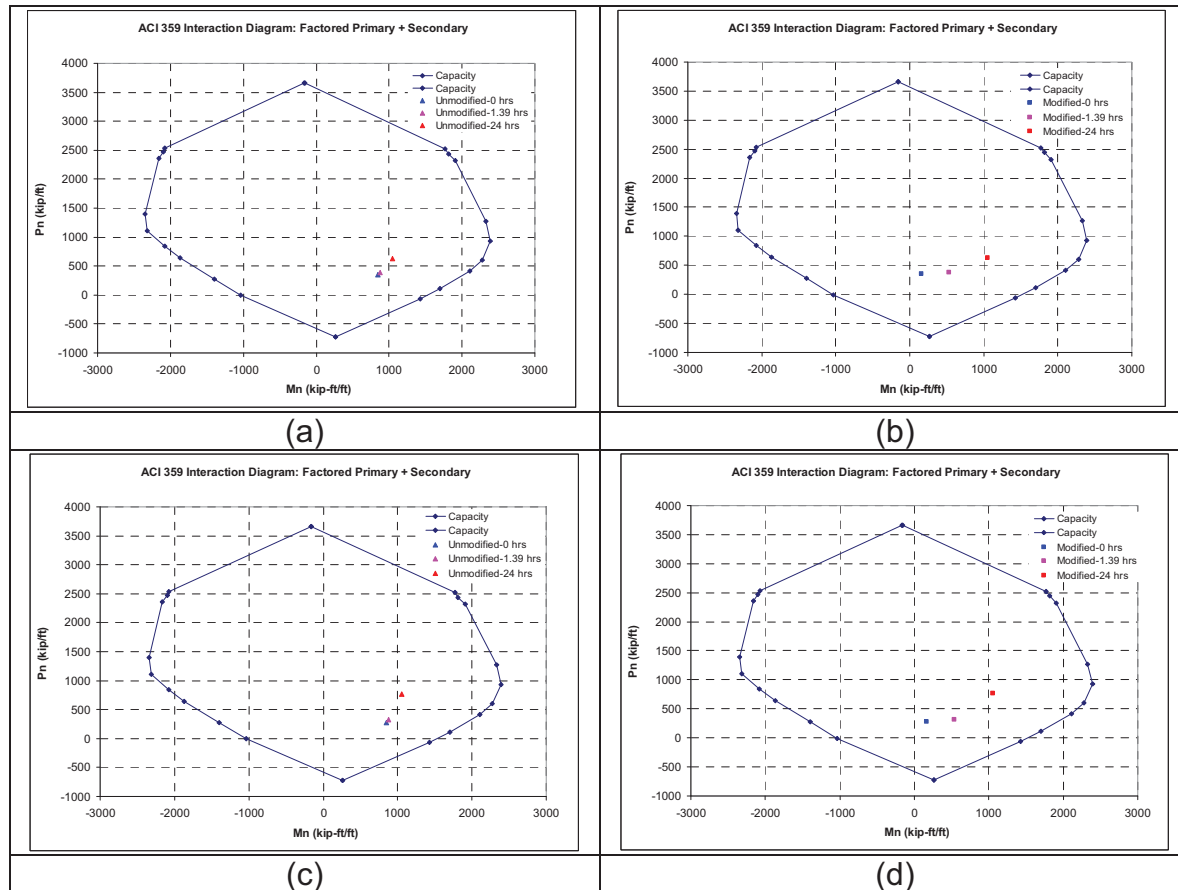 ACI 359 Interaction Diagram: Factored Primary + Secondary
4000
3500
3000
2500
2000
1500
1000
500
0
-500
-1000
Pn (kip/ft)
Capacity
Capacity
Unmodified-0 hrs
Unmodified-1.39 hrs
Unmodified-24 hrs
-3000 -2000 -1000 0 1000 2000 3000
Mn (kip-ft/ft)
(a)
ACI 359 Interaction Diagram: Factored Primary + Secondary
4000
3500
3000
2500
2000
1500
1000
500
0
-500
-1000
Pn (kip/ft)
Capacity
Capacity
Modified-0 hrs
Modified-1.39 hrs
Modified-24 hrs
-3000 -2000 -1000 0 1000 2000 3000
Mn (kip-ft/ft)
(b)
ACI 359 Interaction Diagram: Factored Primary + Secondary
4000
3500
3000
2500
2000
1500
1000
500
0
-500
-1000
Pn (kip/ft)
Capacity
Capacity
Unmodified-0 hrs
Unmodified-1.39 hrs
Unmodified-24 hrs
-3000 -2000 -1000 0 1000 2000 3000
Mn (kip-ft/ft)
(c)
ACI 359 Interaction Diagram: Factored Primary + Secondary
4000
3500
3000
2500
2000
1500
1000
500
0
-500
-1000
Pn (kip/ft)
Capacity
Capacity
Modified-0 hrs
Modified-1.39 hrs
Modified-24 hrs
-3000 -2000 -1000 0 1000 2000 3000
Mn (kip-ft/ft)
(d)